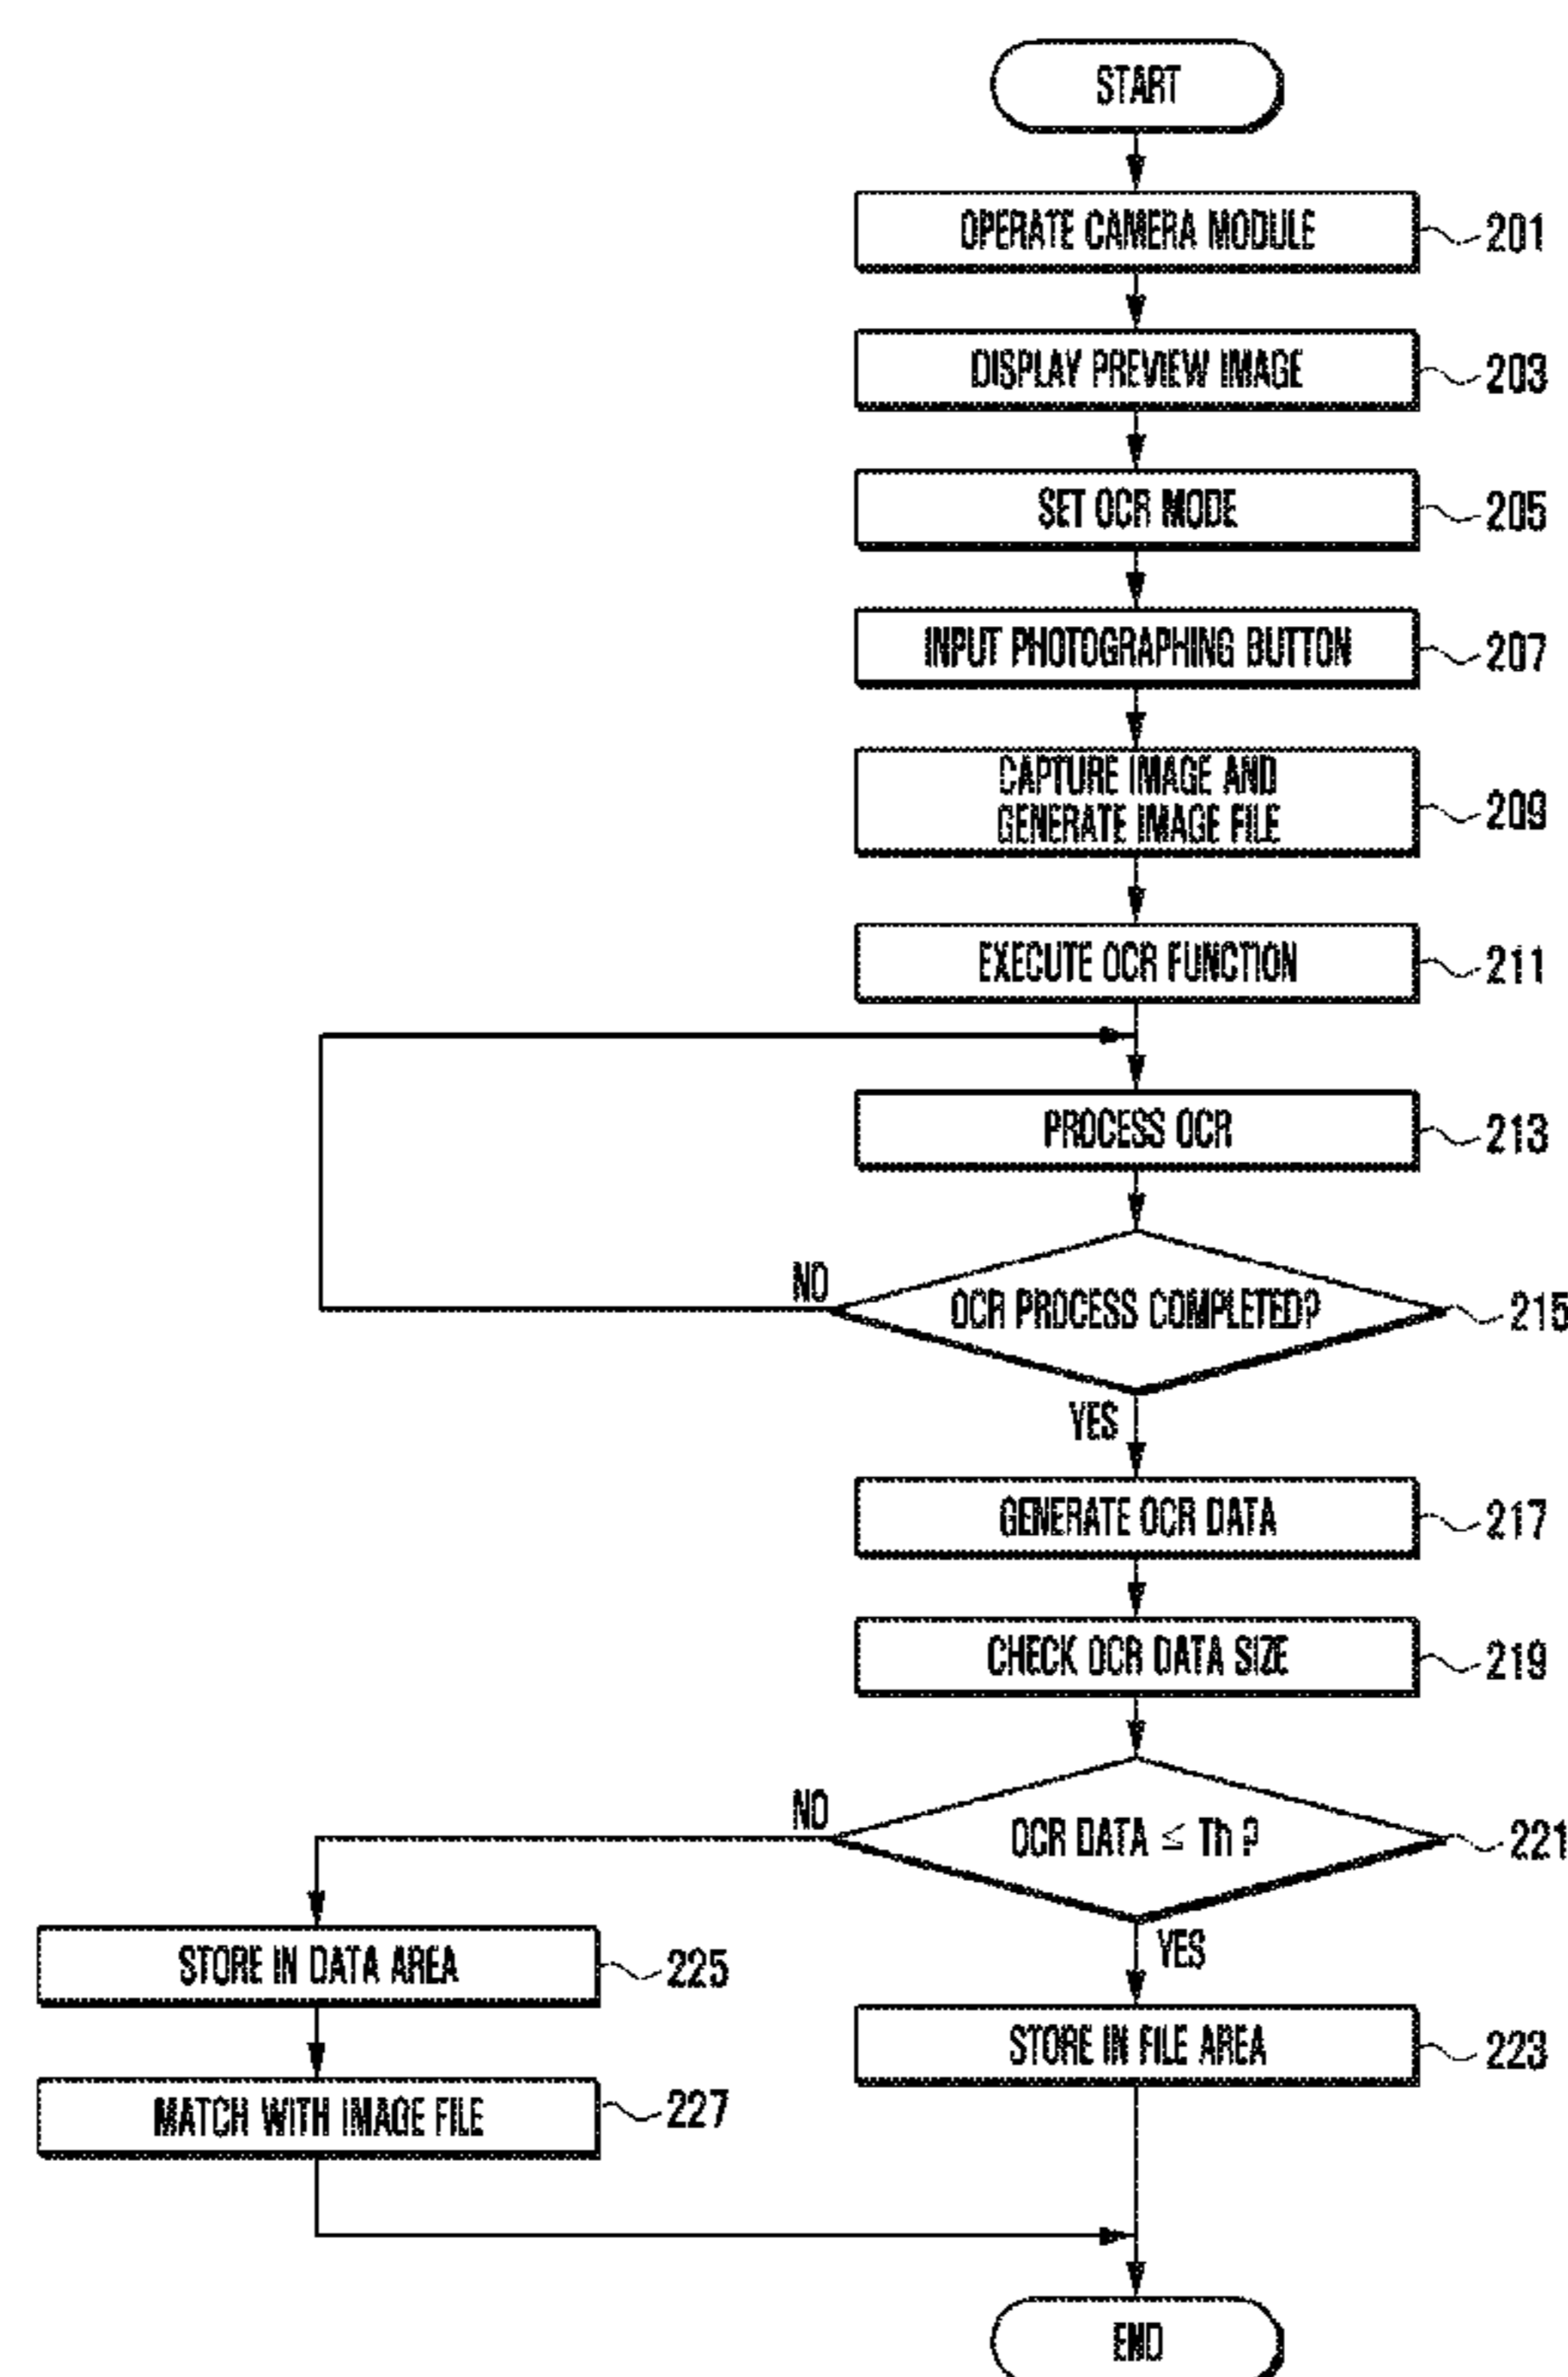 START
OPERATE CAMERA MODULE
201
DISPLAY PREVIEW IMAGE
203
SET OCR MODE
205
INPUT PHOTOGRAPHING BUTTON
207
CAPTURE IMAGE AND
GENERATE IMAGE FILE
209
EXECUTE OCR FUNCTION
211
PROCESS OCR
213
NO
OCR PROCESS COMPLETED?
215
YES
GENERATE OCR DATA
217
CHECK OCR DATA SIZE
219
NO
OCR DATA ≤ Th ?
221
YES
STORE IN DATA AREA
225
STORE IN FILE AREA
223
MATCH WITH IMAGE FILE
227
END